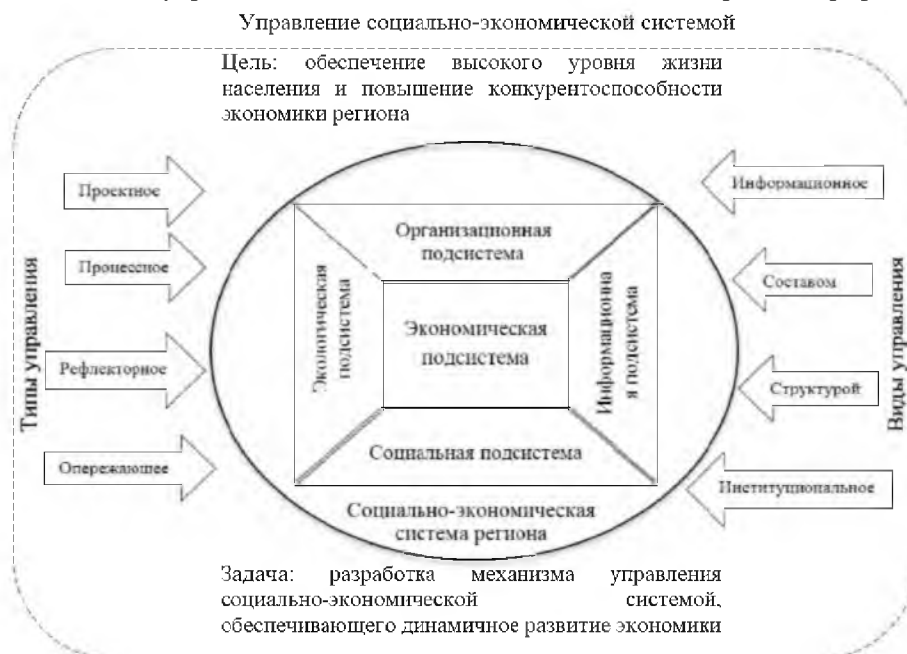 Управление социально-экономической системой
Цель: обеспечение высокого уровня жизни
населения и повышение конкурентоспособности
экономики региона
Типы управления
Проектное
Процессное
Рефлекторное
Опережающее
Организационная
подсистема
Экологическая
подсистема
Экономическая
подсистема
Информационна
я подсистема
Социальная подсистема
Социально-экономическая
система региона
Информационное
Составом
Структурой
Институциональное
Виды управления
Задача: разработка механизма управления
социально-экономической системой,
обеспечивающего динамичное развитие экономики